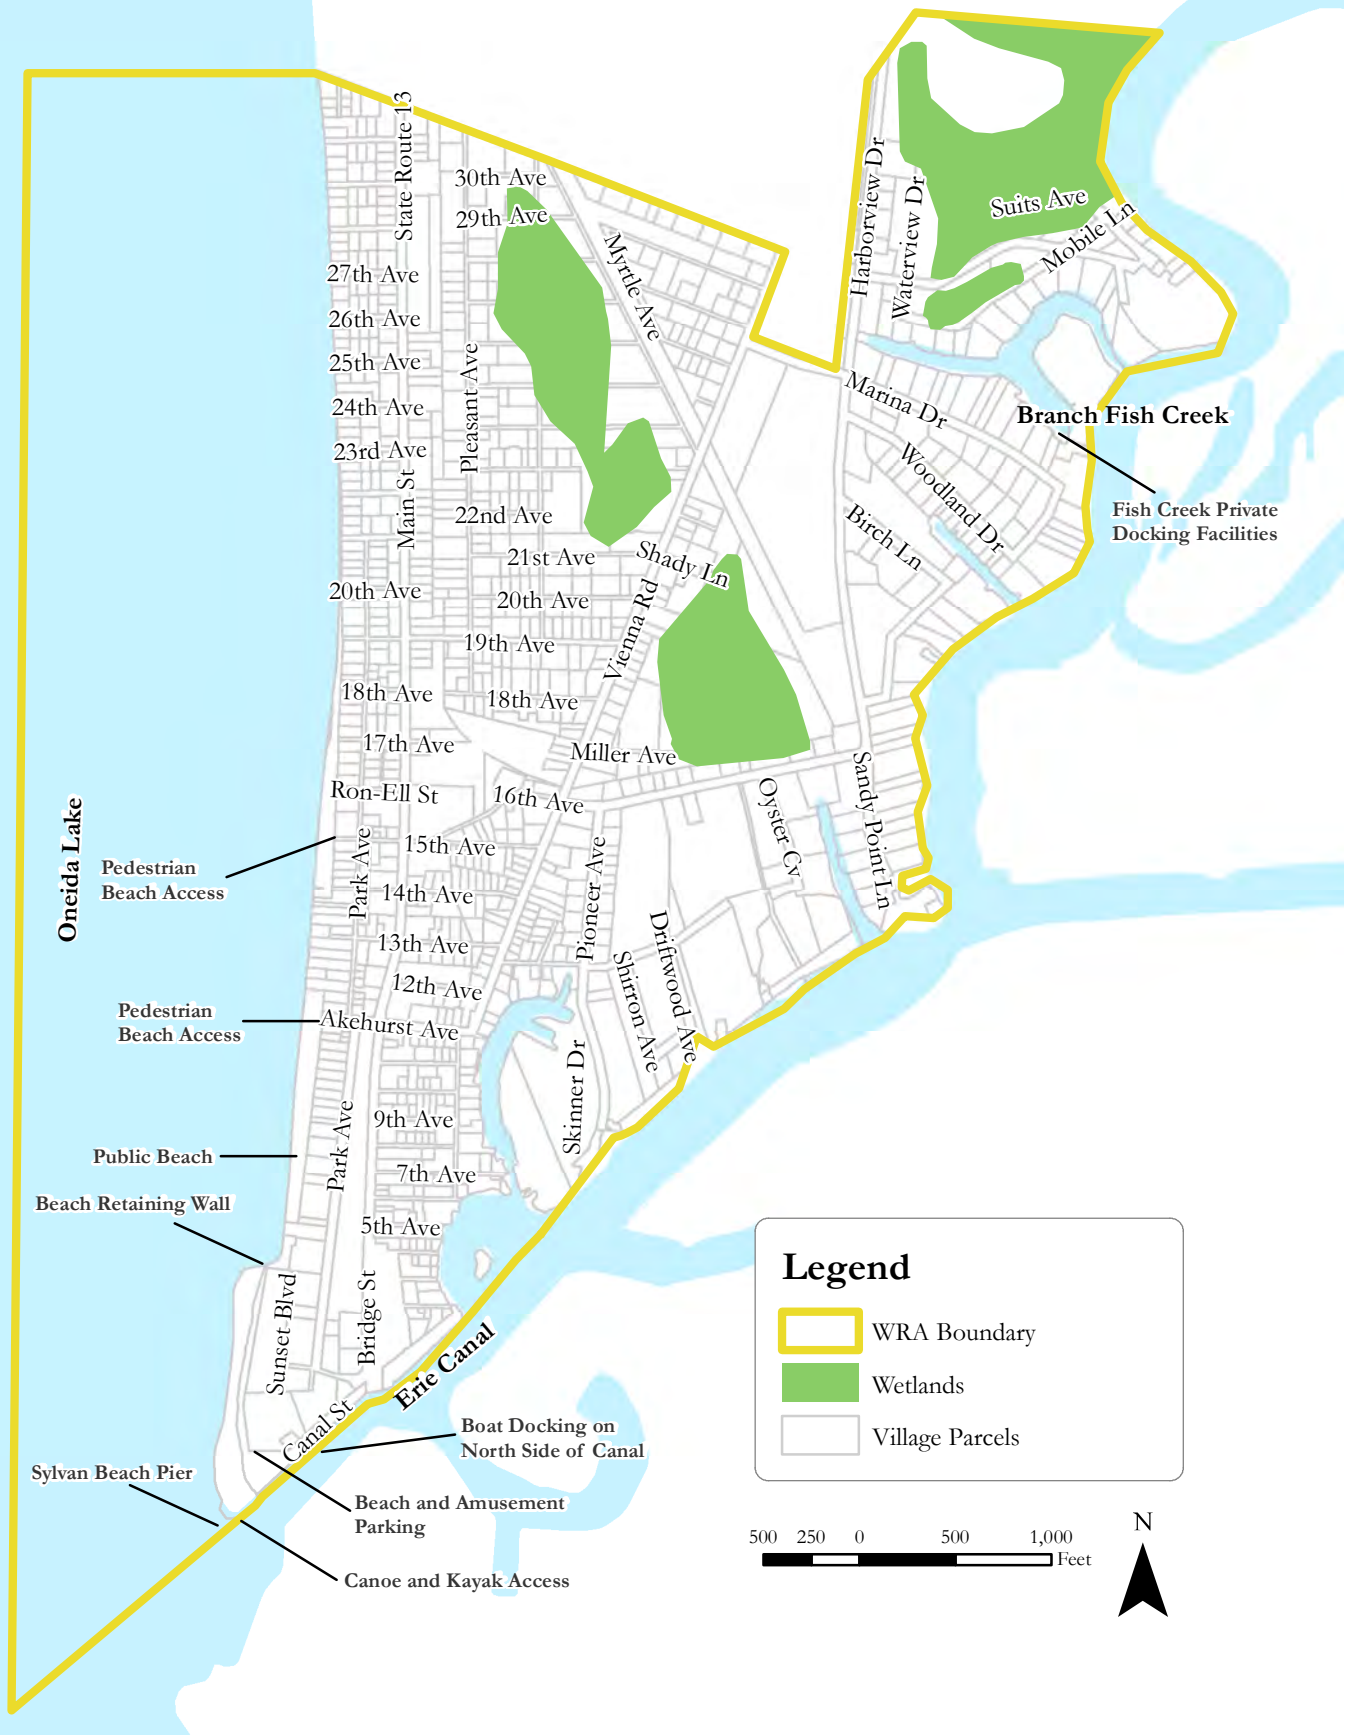 State Route 13
30th Ave
29th Ave
27th Ave
26th Ave
25th Ave
24th Ave
23rd Ave
Main St
Pleasant Ave
22nd Ave
21st Ave
20th Ave
20th Ave
19th Ave
18th Ave
18th Ave
17th Ave
Myrtle Ave
Shady Ln
Vienna Rd
Miller Ave
Harborview Dr
Waterview Dr
Suits Ave
Mobile Ln
Marina Dr
Woodland Dr
Birch Ln
Branch Fish Creek
Fish Creek Private
Docking Facilities
Ron-Ell St
16th Ave
15th Ave
14th Ave
13th Ave
12th Ave
Park Ave
Pioneer Ave
Oyster Cv
Sandy Point Ln
Driftwood Ave
Shirron Ave
Skinner Dr
Oneida Lake
Pedestrian
Beach Access
Pedestrian
Beach Access
Akehurst Ave
9th Ave
7th Ave
5th Ave
Park Ave
Public Beach
Beach Retaining Wall
Sunset Blvd
Bridge St
Canal St
Erie Canal
Boat Docking on
North Side of Canal
Sylvan Beach Pier
Beach and Amusement
Parking
Canoe and Kayak Access
Legend
WRA Boundary
Wetlands
Village Parcels
500 250 0 500 1,000
Feet
N